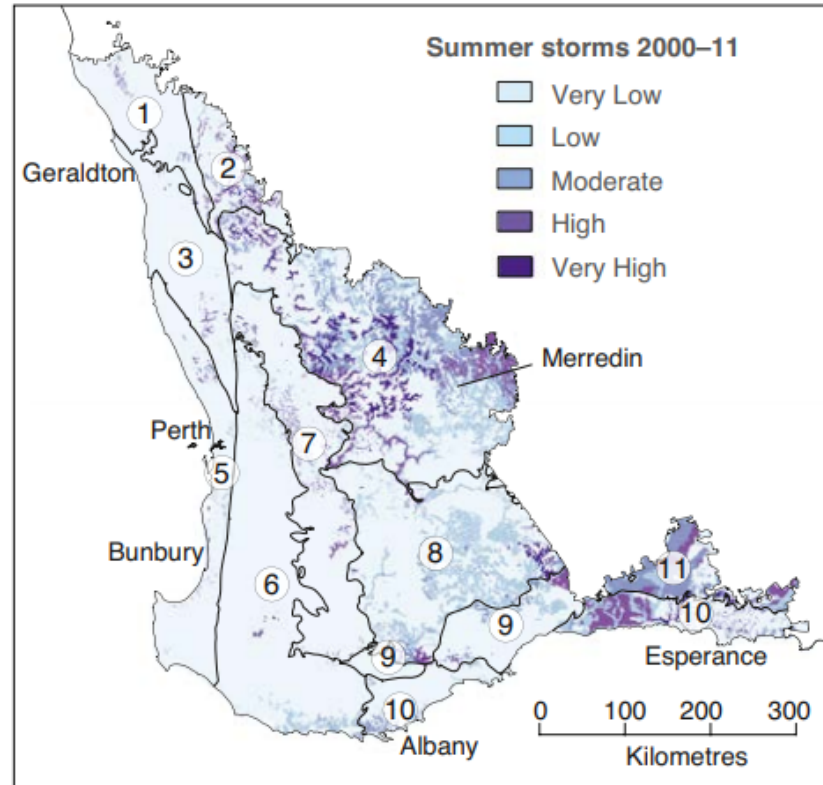 Summer storms 2000–11
Very Low
Low
Moderate
High
Very High
1
Geraldton
2
3
4
Merredin
Perth
7
5
Bunbury
8
6
11
9
10
9
Esperance
10
Albany
0 100 200 300
Kilometres